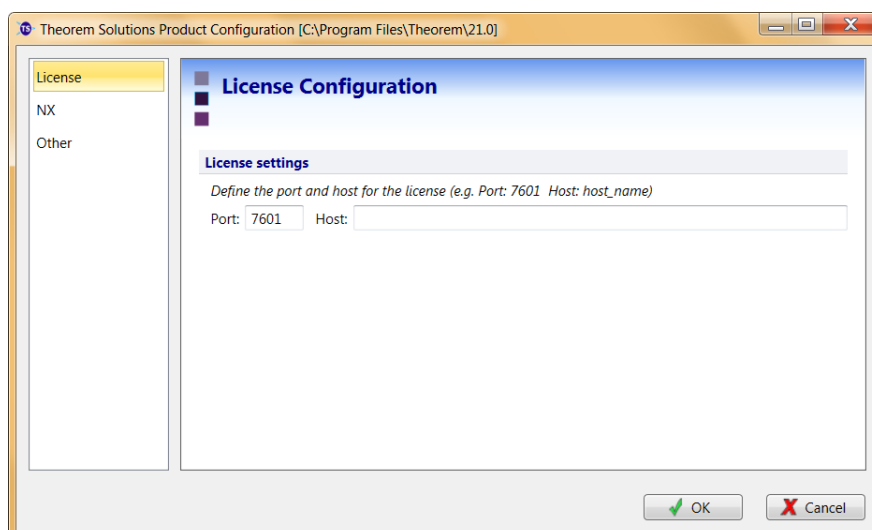 TS Theorem Solutions Product Configuration [C:\Program Files\Theorem\21.0]
License
NX
Other
License Configuration
License settings
Define the port and host for the license (e.g. Port: 7601 Host: host_name)
Port: 7601 Host:
OK Cancel